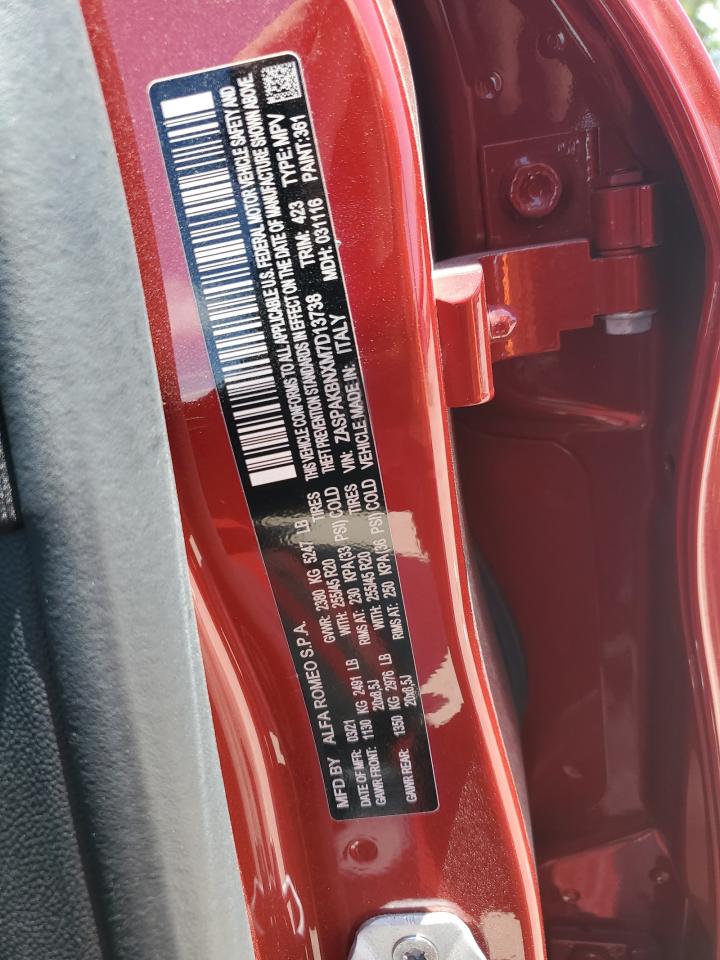 MFD BY ALFA ROMEO S.P.A.
DATE OF MFR: 03/21 GVWR: 2380 KG 5247 LB
GAWR FRONT: 1130 KG 2491 LB WITH: 255/45 R20 TIRES
20x8,5J RIMS AT: 230 KPA (33 PSI) COLD
GAWR REAR: 1350 KG 2976 LB WITH: 255/45 R20 TIRES
20x8,5J RIMS AT: 250 KPA (36 PSI) COLD
THIS VEHICLE CONFORMS TO ALL APPLICABLE U.S. FEDERAL MOTOR VEHICLE SAFETY AND
THEFT PREVENTION STANDARDS IN EFFECT ON THE DATE OF MANUFACTURE SHOWN ABOVE.
VIN: ZASPAKBNXM7D13738 TRIM: 423 TYPE: MPV
VEHICLE MADE IN: ITALY MDH: 031116 PAINT: 361